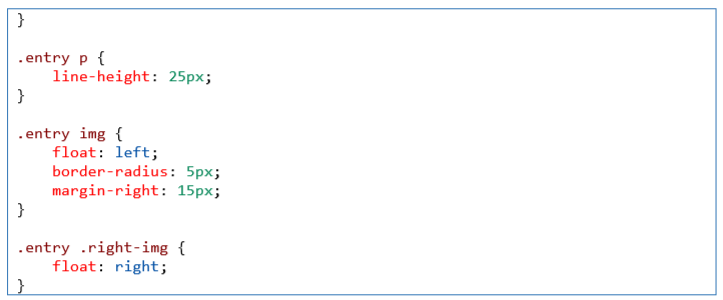 }

.entry p {
    line-height: 25px;
}

.entry img {
    float: left;
    border-radius: 5px;
    margin-right: 15px;
}

.entry .right-img {
    float: right;
}